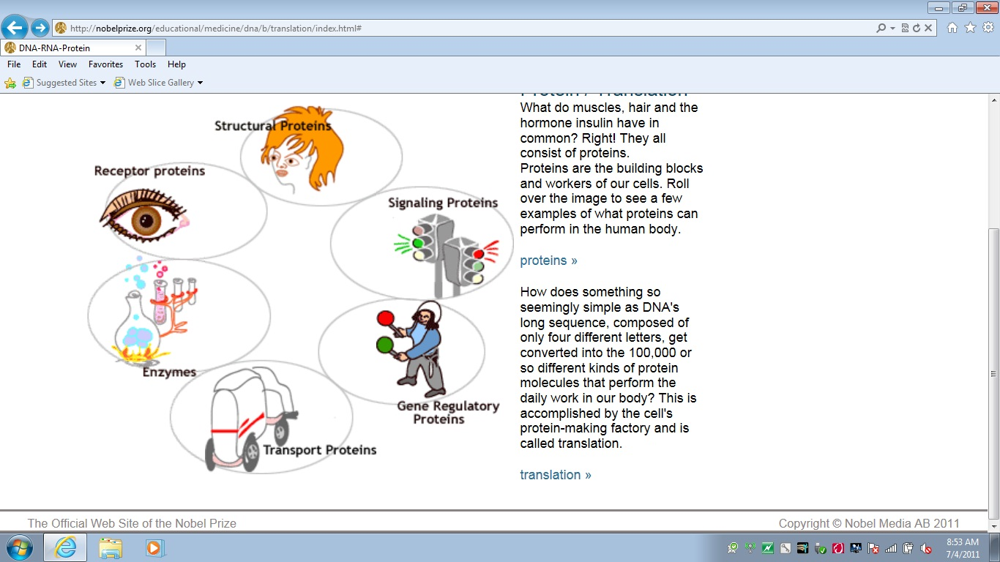 http://nobelprize.org/educational/medicine/dna/b/translation/index.html#
DNA-RNA-Protein
File Edit View Favorites Tools Help
Suggested Sites Web Slice Gallery
Structural Proteins
Receptor proteins
Signaling Proteins
Enzymes
Gene Regulatory
Proteins
Transport Proteins
Protein / Translation
What do muscles, hair and the
hormone insulin have in
common? Right! They all
consist of proteins.
Proteins are the building blocks
and workers of our cells. Roll
over the image to see a few
examples of what proteins can
perform in the human body.
proteins »
How does something so
seemingly simple as DNA's
long sequence, composed of
only four different letters, get
converted into the 100,000 or
so different kinds of protein
molecules that perform the
daily work in our body? This is
accomplished by the cell's
protein-making factory and is
called translation.
translation »
The Official Web Site of the Nobel Prize
Copyright © Nobel Media AB 2011
8:53 AM
7/4/2011